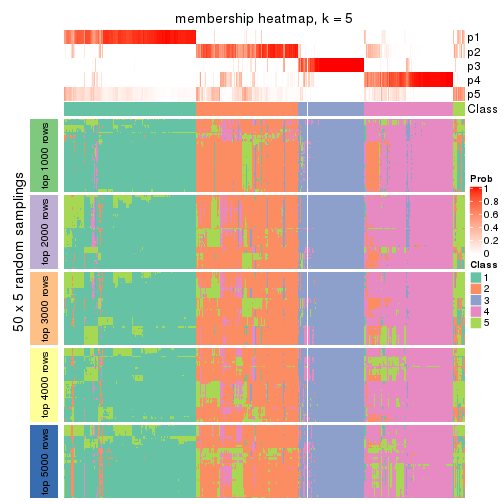 membership heatmap, k = 5
p1
p2
p3
p4
p5
Class
50 x 5 random samplings
top 1000 rows
top 2000 rows
top 3000 rows
top 4000 rows
top 5000 rows
Prob
1
0.8
0.6
0.4
0.2
0
Class
1
2
3
4
5